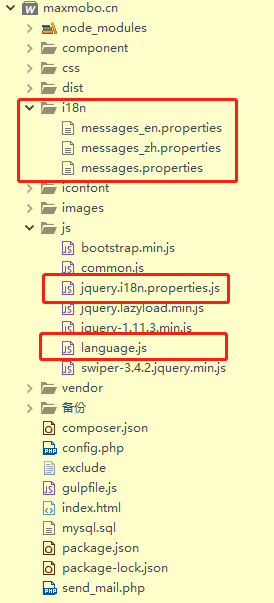 maxmobo.cn
node_modules
component
css
dist
i18n
messages_en.properties
messages_zh.properties
messages.properties
iconfont
images
js
bootstrap.min.js
common.js
jquery.i18n.properties.js
jquery.lazyload.min.js
jquery-1.11.3.min.js
language.js
swiper-3.4.2.jquery.min.js
vendor
备份
composer.json
config.php
exclude
gulpfile.js
index.html
mysql.sql
package.json
package-lock.json
send_mail.php